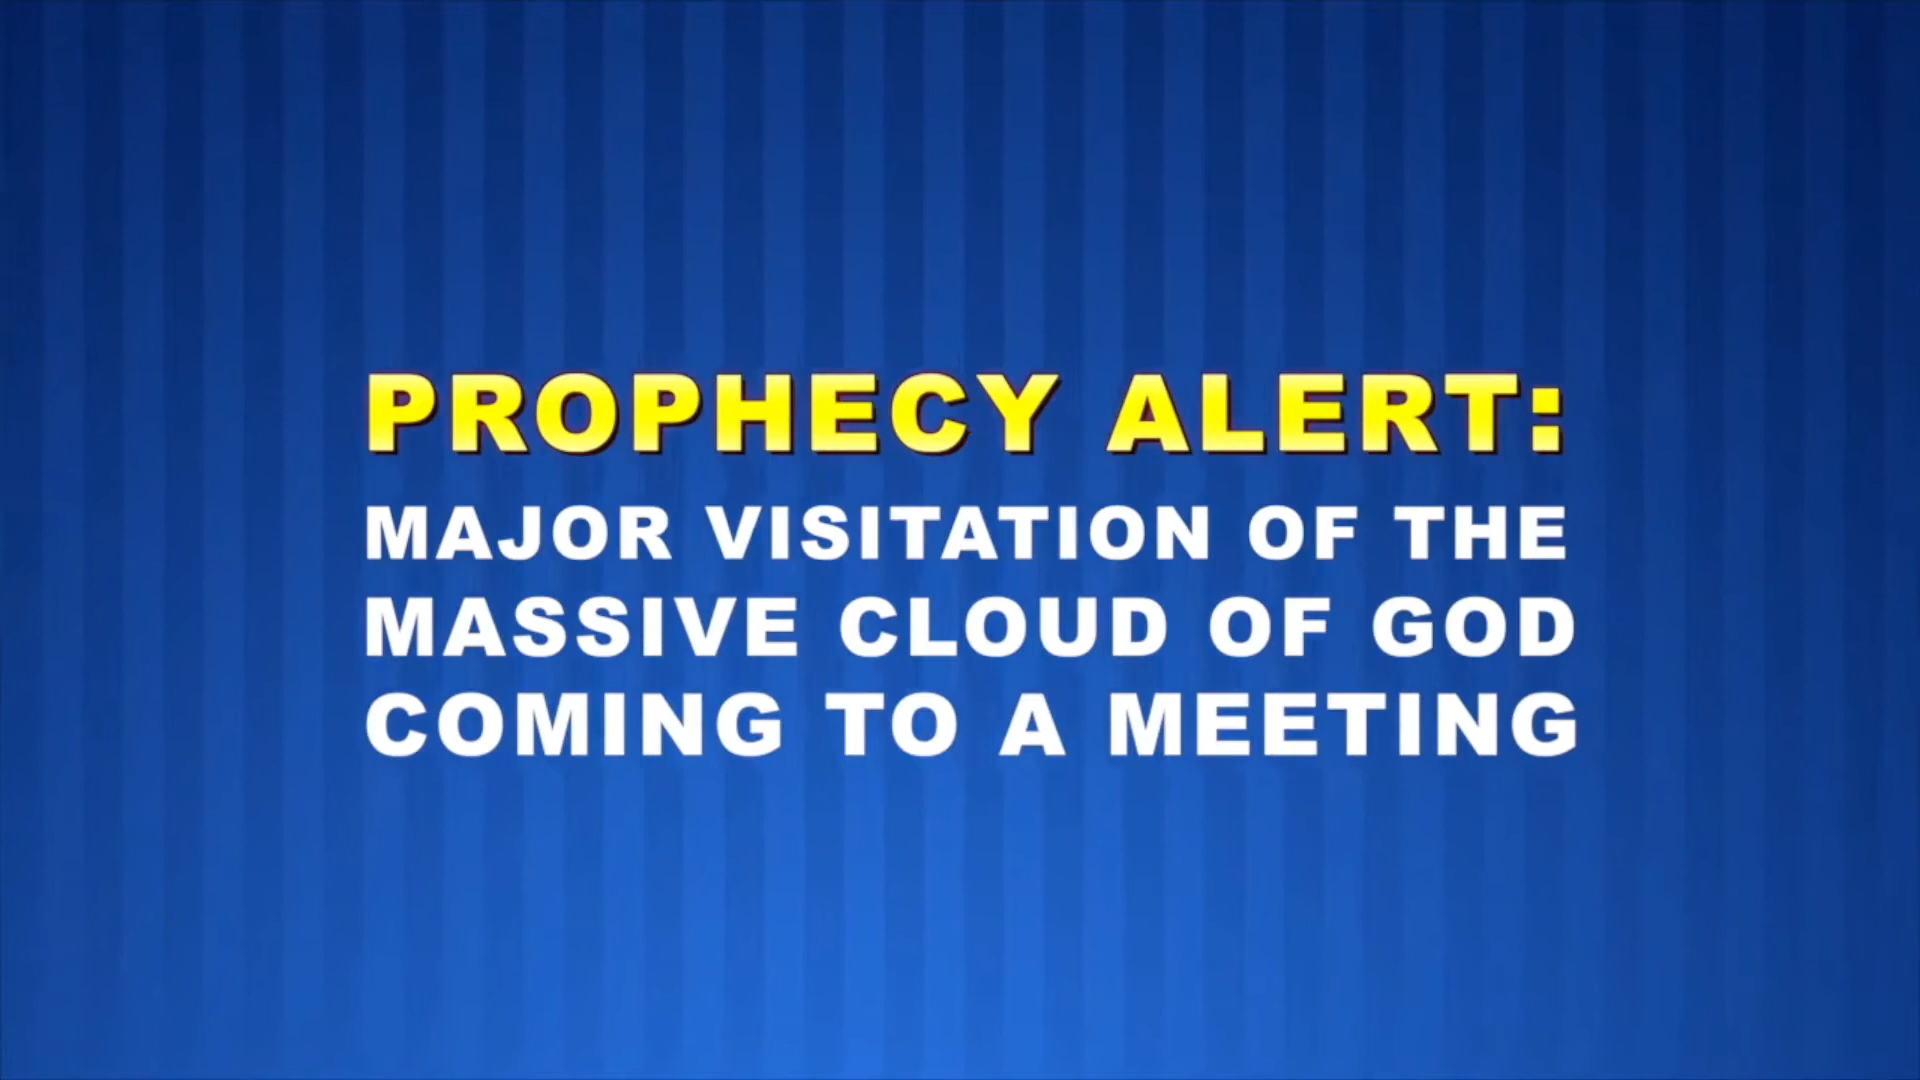 PROPHECY ALERT:
MAJOR VISITATION OF THE
MASSIVE CLOUD OF GOD
COMING TO A MEETING